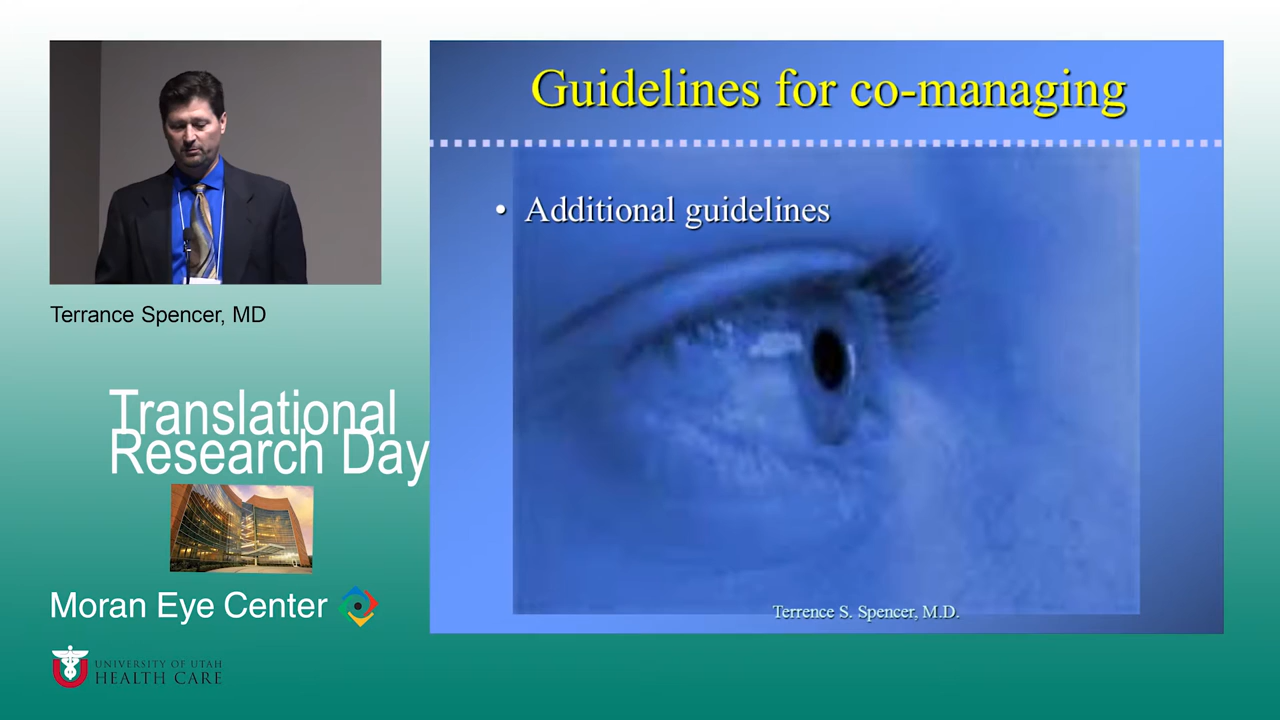 Guidelines for co-managing
• Additional guidelines
Terrence S. Spencer, M.D.
Terrance Spencer, MD
Translational
Research Day
Moran Eye Center
UNIVERSITY OF UTAH
HEALTH CARE